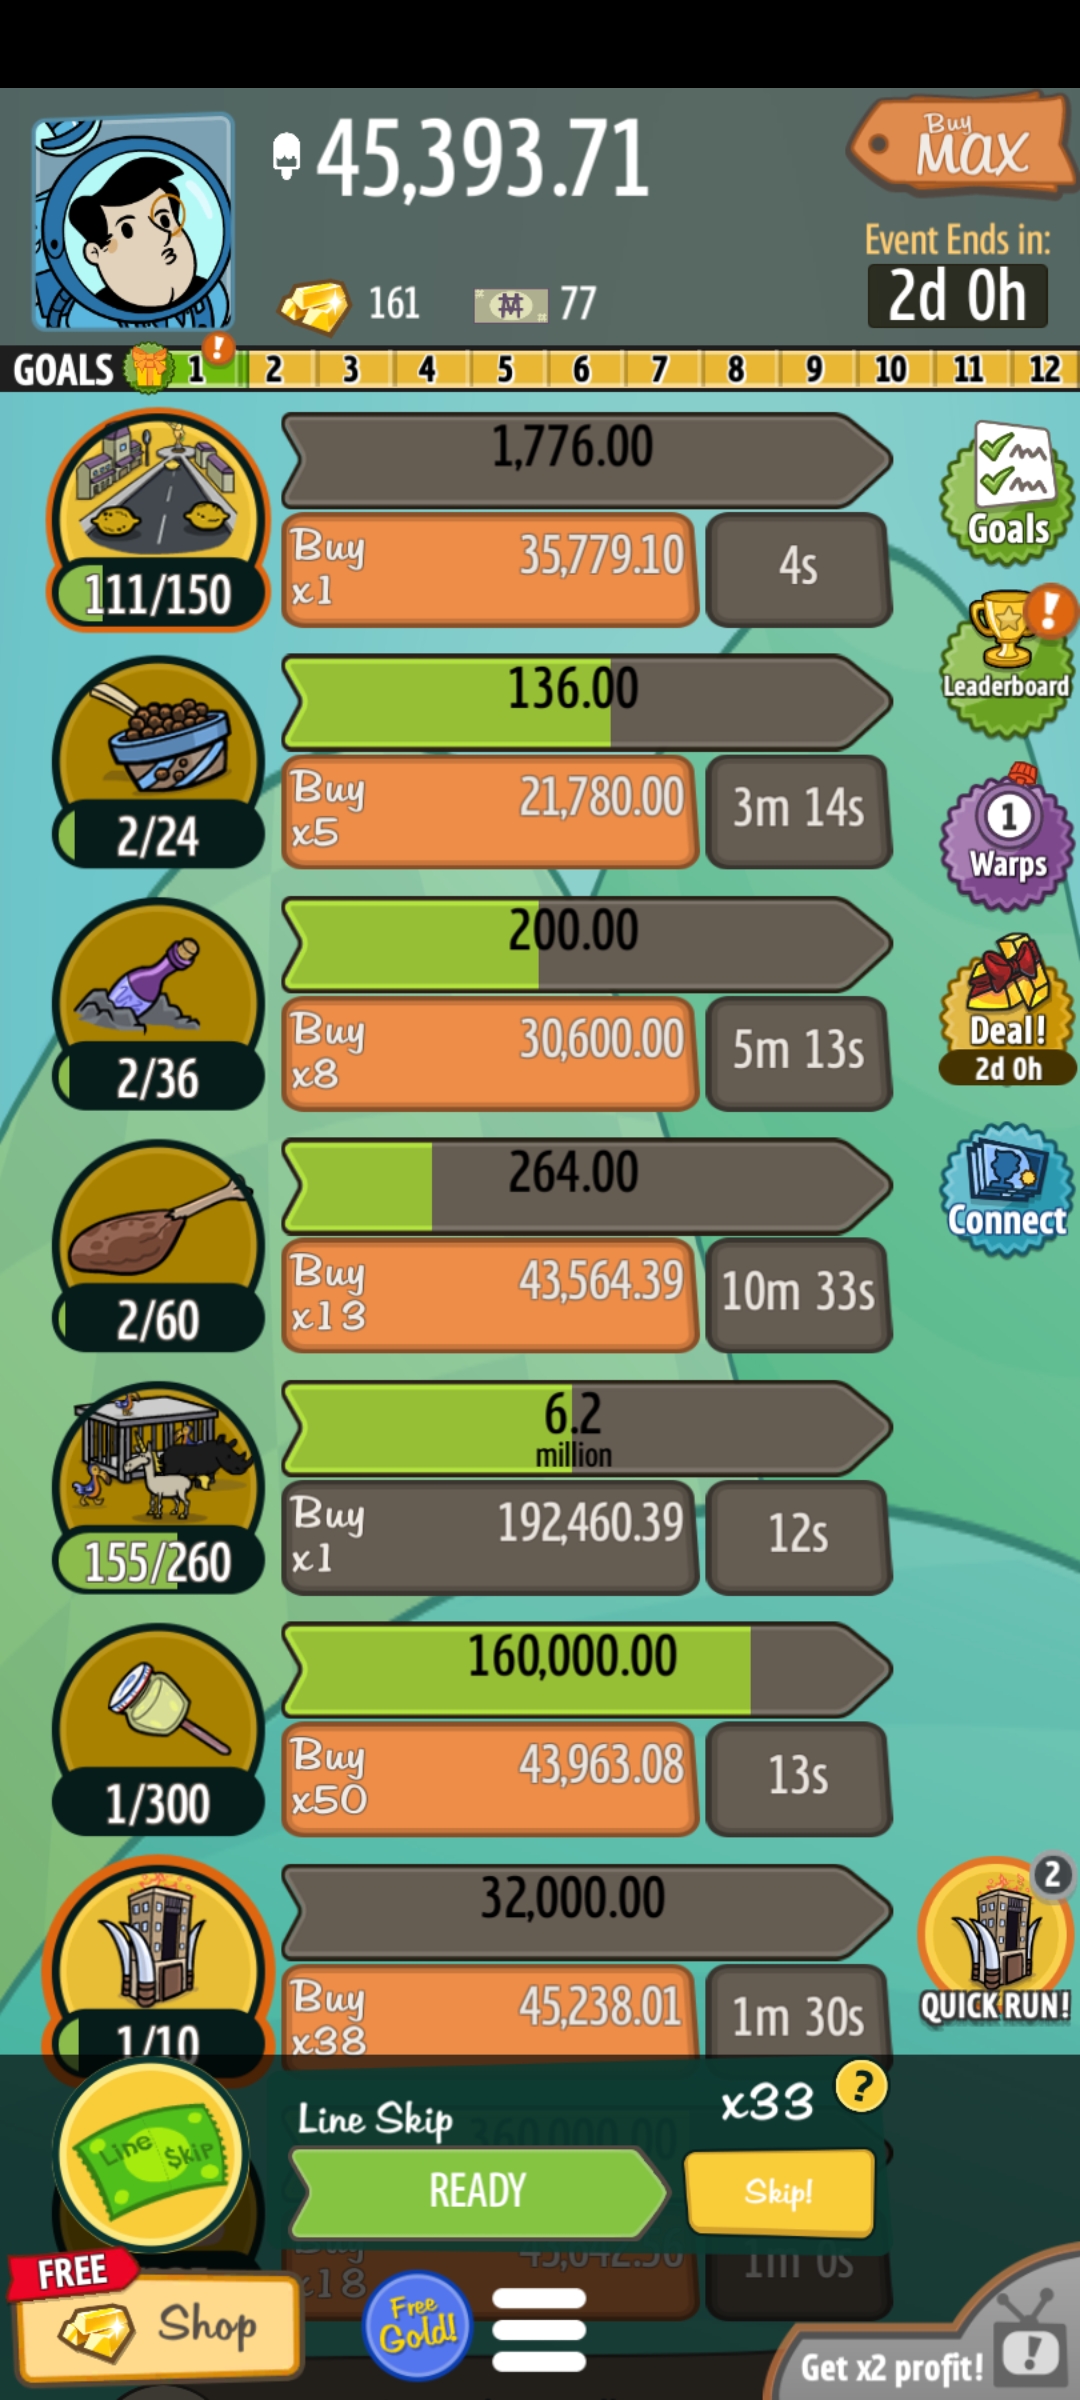 45,393.71
Buy
MAX
Event Ends in:
2d 0h
161
77
GOALS 1 ! 2 3 4 5 6 7 8 9 10 11 12
1,776.00
Buy
x1
35,779.10
4s
111/150
Goals
136.00
Buy
x5
21,780.00
3m 14s
2/24
!
Leaderboard
200.00
Buy
x8
30,600.00
5m 13s
2/36
1
Warps
Deal!
2d 0h
264.00
Buy
x13
43,564.39
10m 33s
2/60
Connect
6.2
million
Buy
x1
192,460.39
12s
155/260
160,000.00
Buy
x50
43,963.08
13s
1/300
32,000.00
Buy
x38
45,238.01
1m 30s
1/10
2
QUICK RUN!
Line Skip
x33
?
360,000.00
Line $kip
READY
Skip!
Buy
x18
1m 0s
FREE
Shop
Free
Gold!
Get x2 profit!
!